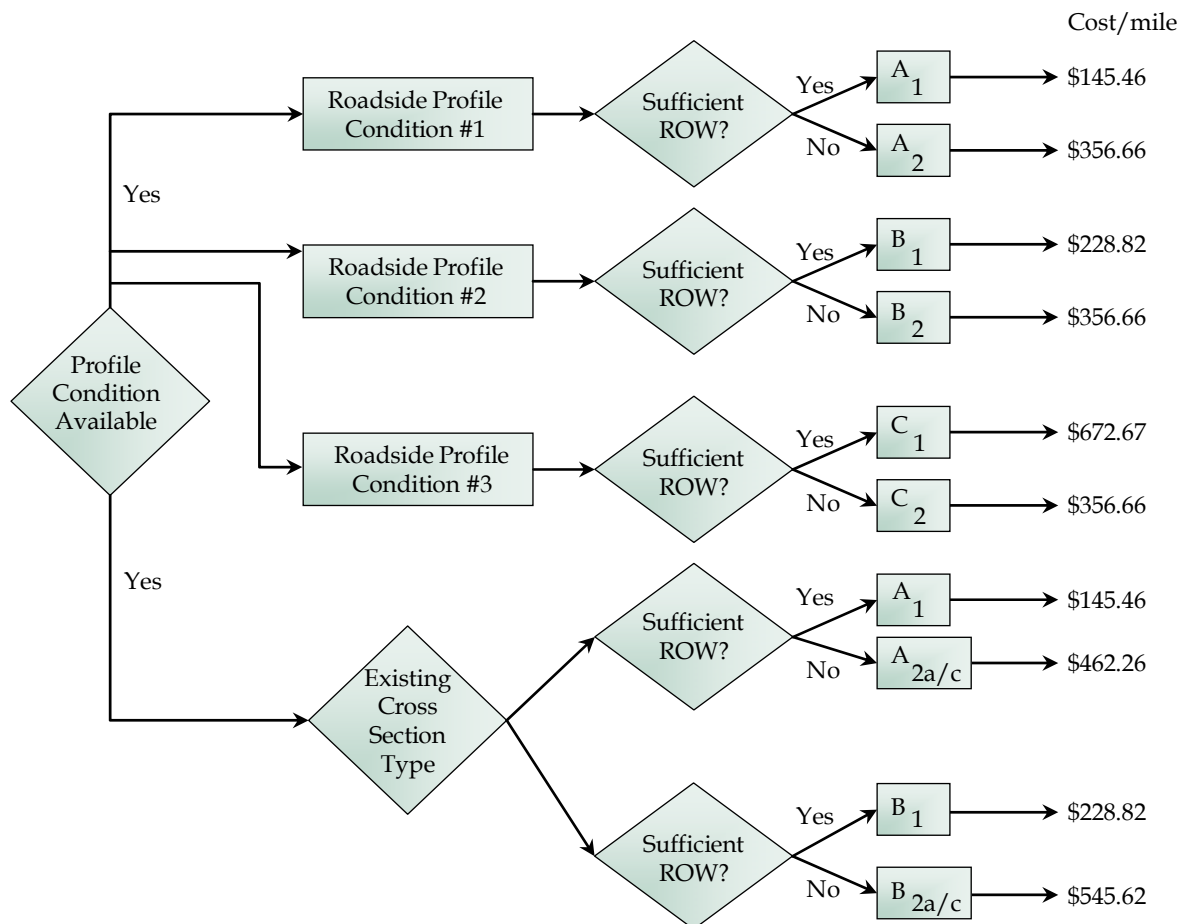 Cost/mile
Roadside Profile
Condition #1
Sufficient
ROW?
Yes
A1
$145.46
No
A2
$356.66
Yes
Roadside Profile
Condition #2
Sufficient
ROW?
Yes
B1
$228.82
No
B2
$356.66
Profile
Condition
Available
Roadside Profile
Condition #3
Sufficient
ROW?
Yes
C1
$672.67
No
C2
$356.66
Yes
Existing
Cross
Section
Type
Sufficient
ROW?
Yes
A1
$145.46
No
A2a/c
$462.26
Sufficient
ROW?
Yes
B1
$228.82
No
B2a/c
$545.62